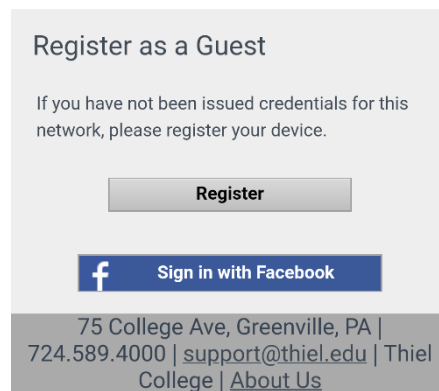 Register as a Guest
If you have not been issued credentials for this
network, please register your device.
Register
f Sign in with Facebook
75 College Ave, Greenville, PA |
724.589.4000 | support@thiel.edu | Thiel
College | About Us